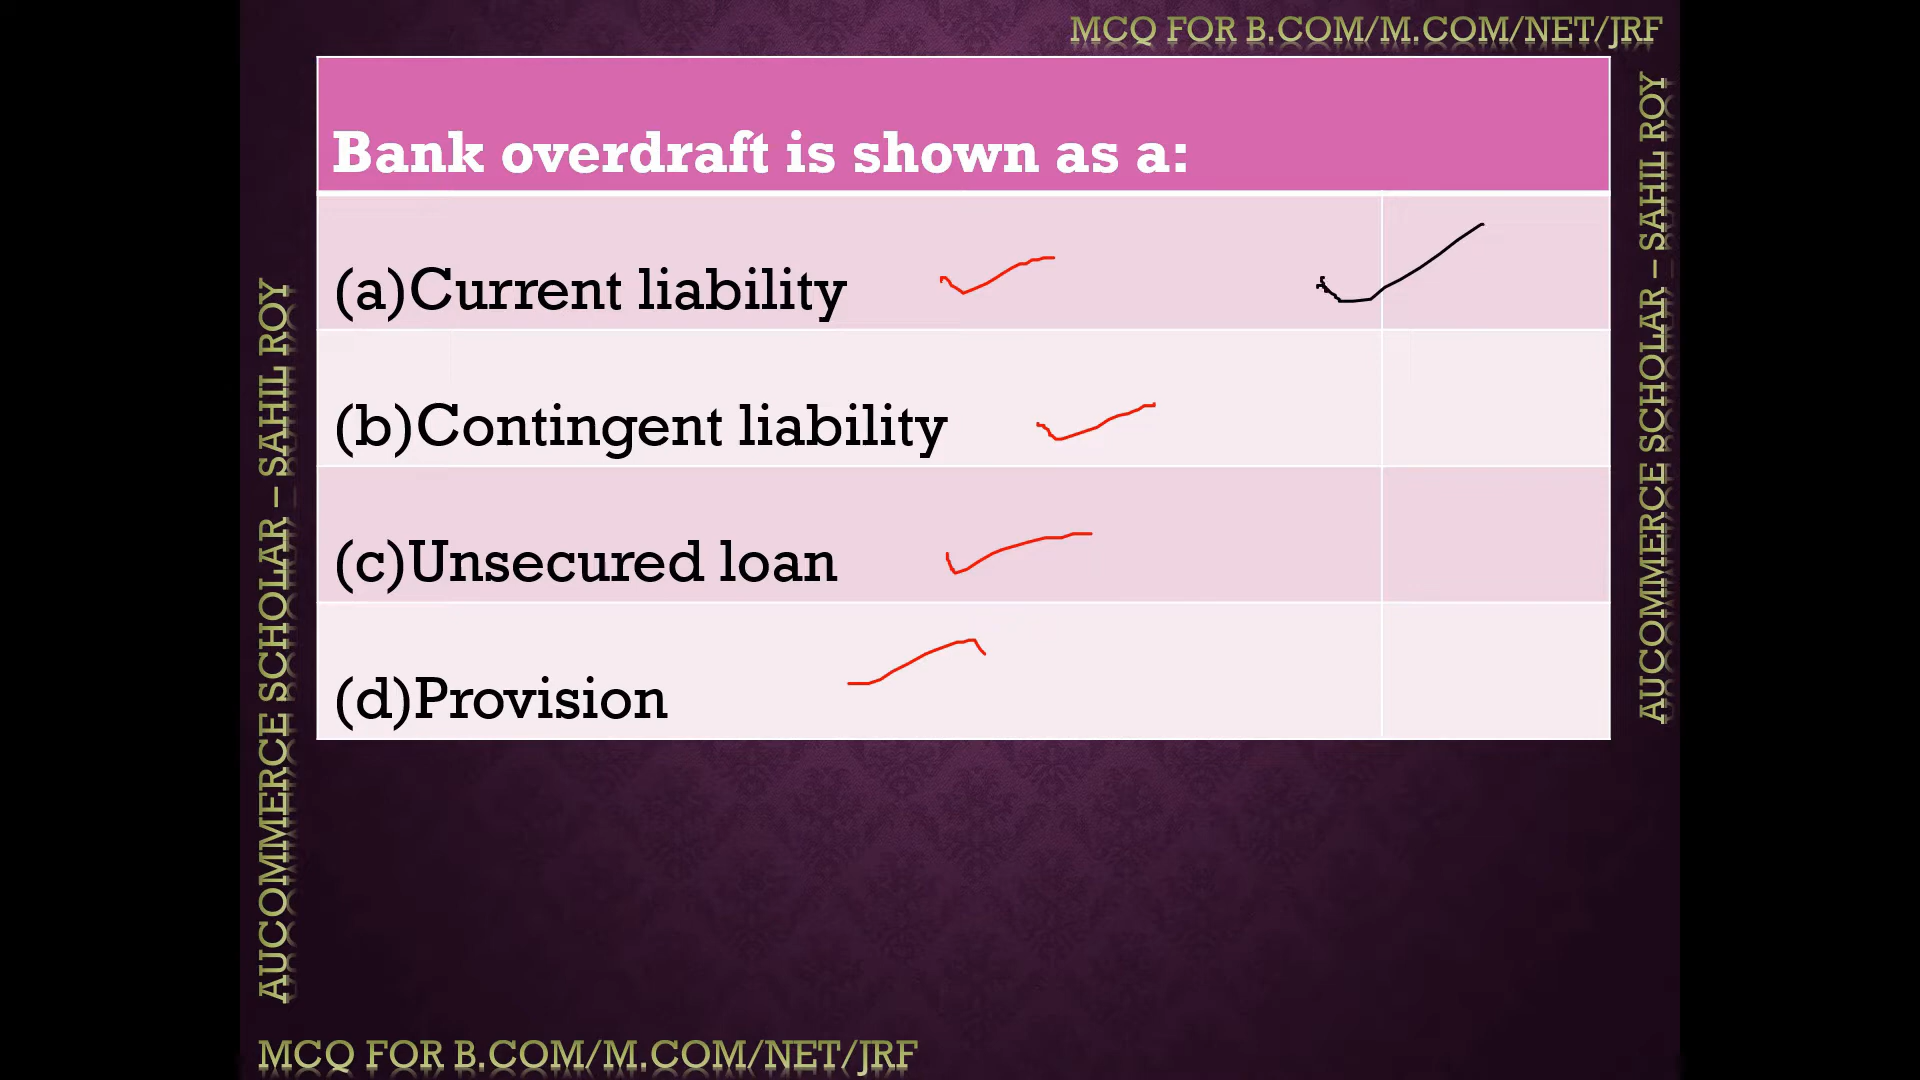 MCQ FOR B.COM/M.COM/NET/JRF
Bank overdraft is shown as a:
(a)Current liability
(b)Contingent liability
(c)Unsecured loan
(d)Provision
AUCOMMERCE SCHOLAR – SAHIL ROY
AUCOMMERCE SCHOLAR – SAHIL ROY
MCQ FOR B.COM/M.COM/NET/JRF